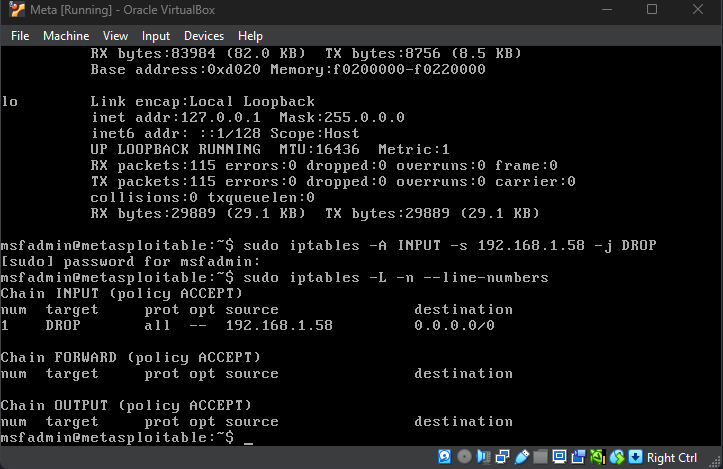 Meta [Running] - Oracle VirtualBox
File Machine View Input Devices Help
RX bytes:83984 (82.0 KB)  TX bytes:8756 (8.5 KB)
Base address:0xd020 Memory:f0200000-f0220000
lo        Link encap:Local Loopback
inet addr:127.0.0.1  Mask:255.0.0.0
inet6 addr: ::1/128 Scope:Host
UP LOOPBACK RUNNING  MTU:16436  Metric:1
RX packets:115 errors:0 dropped:0 overruns:0 frame:0
TX packets:115 errors:0 dropped:0 overruns:0 carrier:0
collisions:0 txqueuelen:0
RX bytes:29889 (29.1 KB)  TX bytes:29889 (29.1 KB)
msfadmin@metasploitable:~$ sudo iptables -A INPUT -s 192.168.1.58 -j DROP
[sudo] password for msfadmin:
msfadmin@metasploitable:~$ sudo iptables -L -n --line-numbers
Chain INPUT (policy ACCEPT)
num  target     prot opt source               destination
1    DROP       all  --  192.168.1.58         0.0.0.0/0
Chain FORWARD (policy ACCEPT)
num  target     prot opt source               destination
Chain OUTPUT (policy ACCEPT)
num  target     prot opt source               destination
msfadmin@metasploitable:~$ _
Right Ctrl